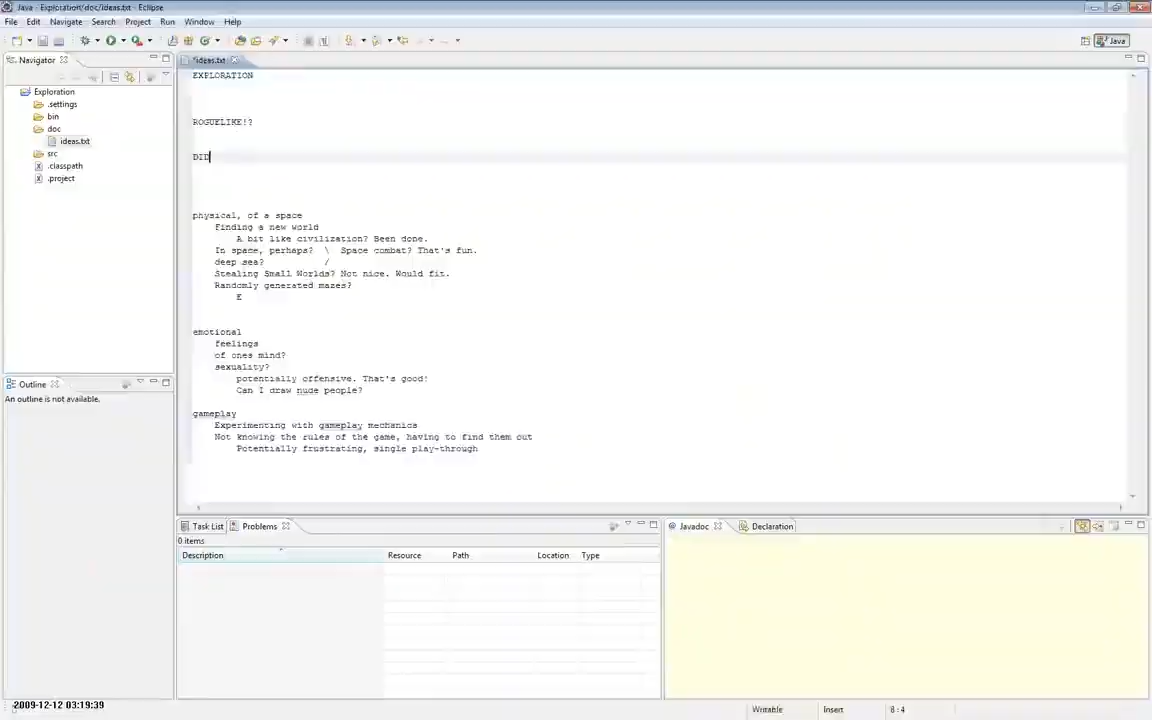 Java - Exploration/doc/ideas.txt - Eclipse
File Edit Navigate Search Project Run Window Help
Java
Navigator
*ideas.txt
Exploration
.settings
bin
doc
ideas.txt
src
.classpath
.project
EXPLORATION
ROGUELIKE!?
DID
physical, of a space
Finding a new world
A bit like civilization? Been done.
In space, perhaps? \ Space combat? That's fun.
deep sea? /
Stealing Small Worlds? Not nice. Would fit.
Randomly generated mazes?
E
emotional
feelings
of ones mind?
sexuality?
potentially offensive. That's good!
Can I draw nude people?
gameplay
Experimenting with gameplay mechanics
Not knowing the rules of the game, having to find them out
Potentially frustrating, single play-through
Outline
An outline is not available.
Task List Problems
0 items
Description Resource Path Location Type
Javadoc Declaration
2009-12-12 03:19:39
Writable Insert 8:4